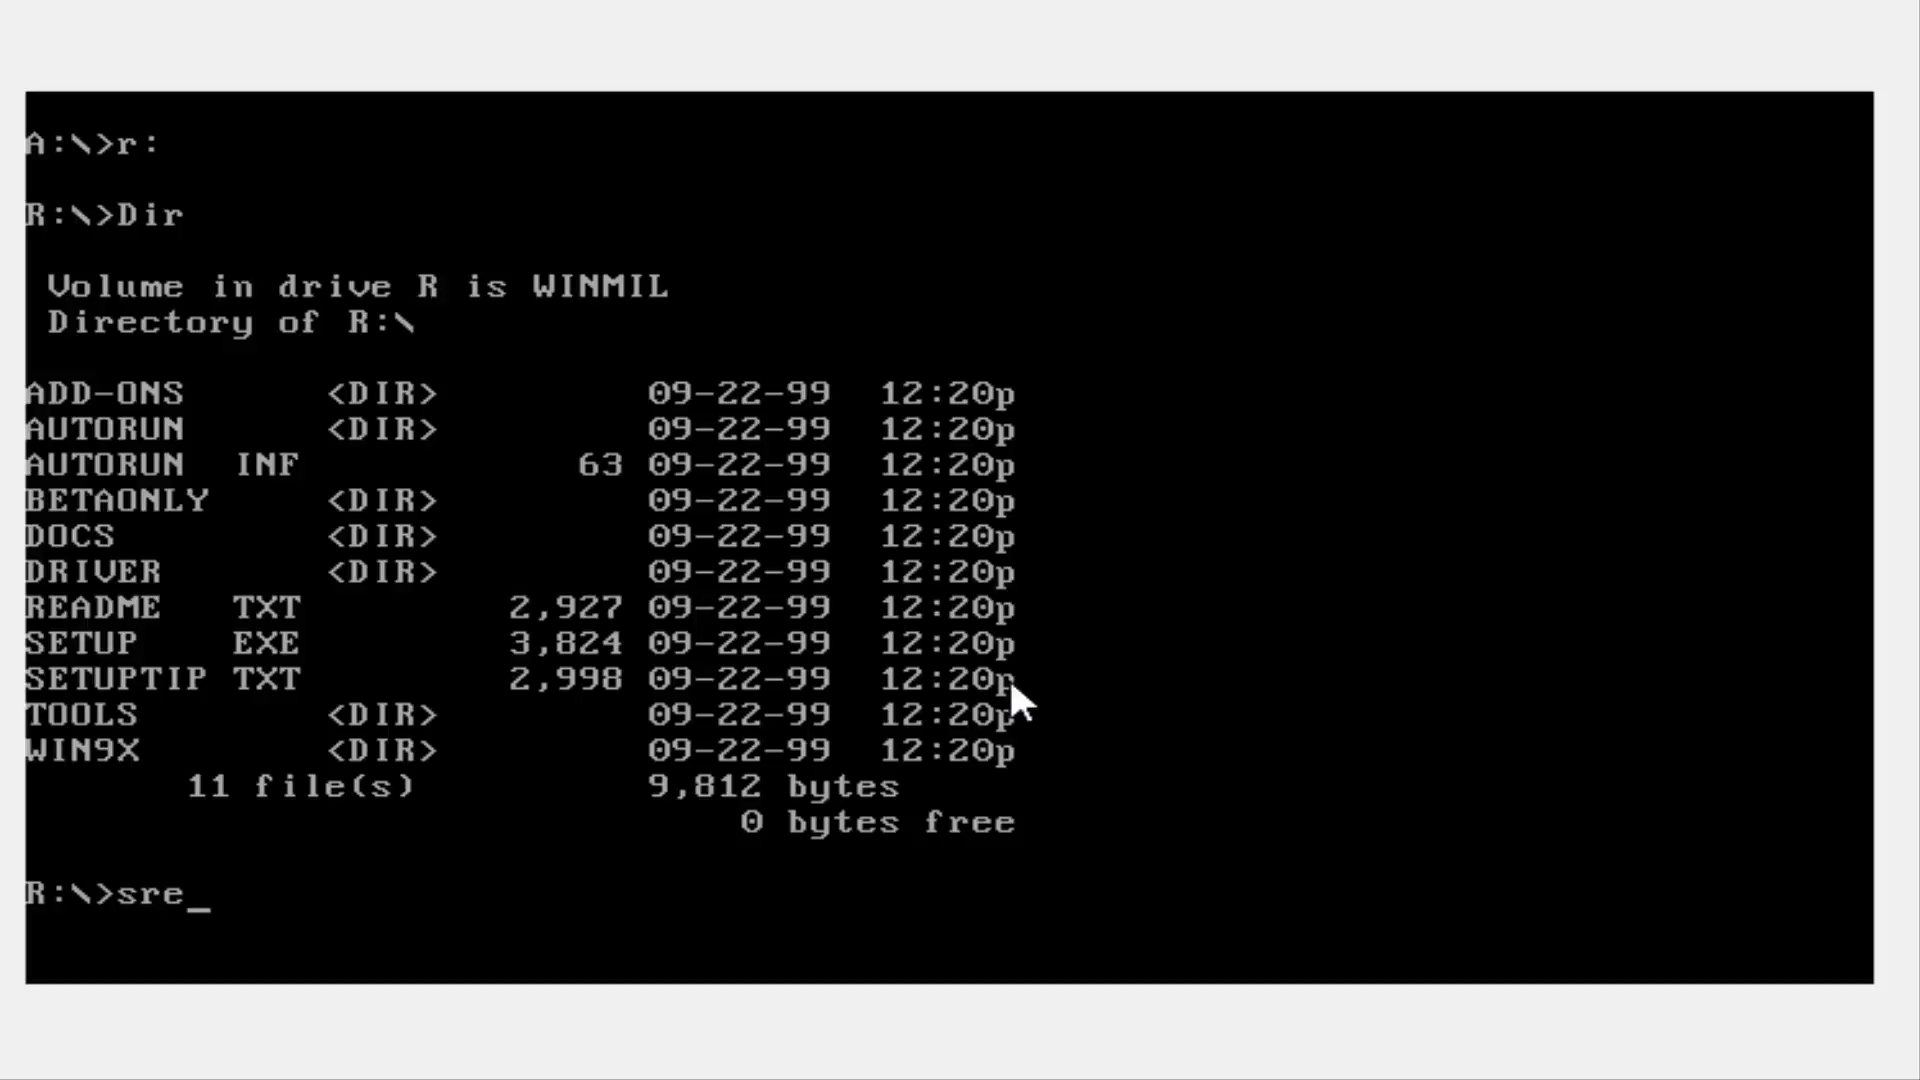 A:\>r:
R:\>Dir
Volume in drive R is WINMIL
Directory of R:\
ADD-ONS <DIR> 09-22-99 12:20p
AUTORUN <DIR> 09-22-99 12:20p
AUTORUN INF 63 09-22-99 12:20p
BETAONLY <DIR> 09-22-99 12:20p
DOCS <DIR> 09-22-99 12:20p
DRIVER <DIR> 09-22-99 12:20p
README TXT 2,927 09-22-99 12:20p
SETUP EXE 3,824 09-22-99 12:20p
SETUPTIP TXT 2,998 09-22-99 12:20p
TOOLS <DIR> 09-22-99 12:20p
WIN9X <DIR> 09-22-99 12:20p
11 file(s) 9,812 bytes
0 bytes free
R:\>sre_